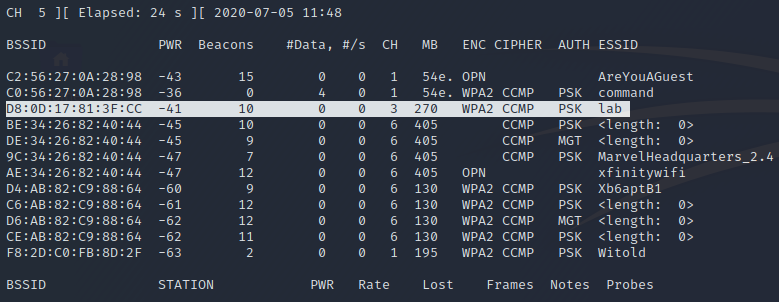 CH  5 ][ Elapsed: 24 s ][ 2020-07-05 11:48
BSSID              PWR  Beacons    #Data, #/s  CH   MB   ENC CIPHER  AUTH ESSID
C2:56:27:0A:28:98  -43       15        0    0   1   54e. OPN              AreYouAGuest
C0:56:27:0A:28:98  -36        0        4    0   1   54e. WPA2 CCMP   PSK  command
D8:0D:17:81:3F:CC  -41       10        0    0   3  270   WPA2 CCMP   PSK  lab
BE:34:26:82:40:44  -45       10        0    0   6  405        CCMP   PSK  <length:  0>
DE:34:26:82:40:44  -45        9        0    0   6  405        CCMP   MGT  <length:  0>
9C:34:26:82:40:44  -47        7        0    0   6  405        CCMP   PSK  MarvelHeadquarters_2.4
AE:34:26:82:40:44  -47       12        0    0   6  405   OPN              xfinitywifi
D4:AB:82:C9:88:64  -60        9        0    0   6  130   WPA2 CCMP   PSK  Xb6aptB1
C6:AB:82:C9:88:64  -61       12        0    0   6  130   WPA2 CCMP   PSK  <length:  0>
D6:AB:82:C9:88:64  -62       12        0    0   6  130   WPA2 CCMP   MGT  <length:  0>
CE:AB:82:C9:88:64  -62       11        0    0   6  130   WPA2 CCMP   PSK  <length:  0>
F8:2D:C0:FB:8D:2F  -63        2        0    0   1  195   WPA2 CCMP   PSK  Witold
BSSID              STATION            PWR   Rate    Lost    Frames  Notes  Probes